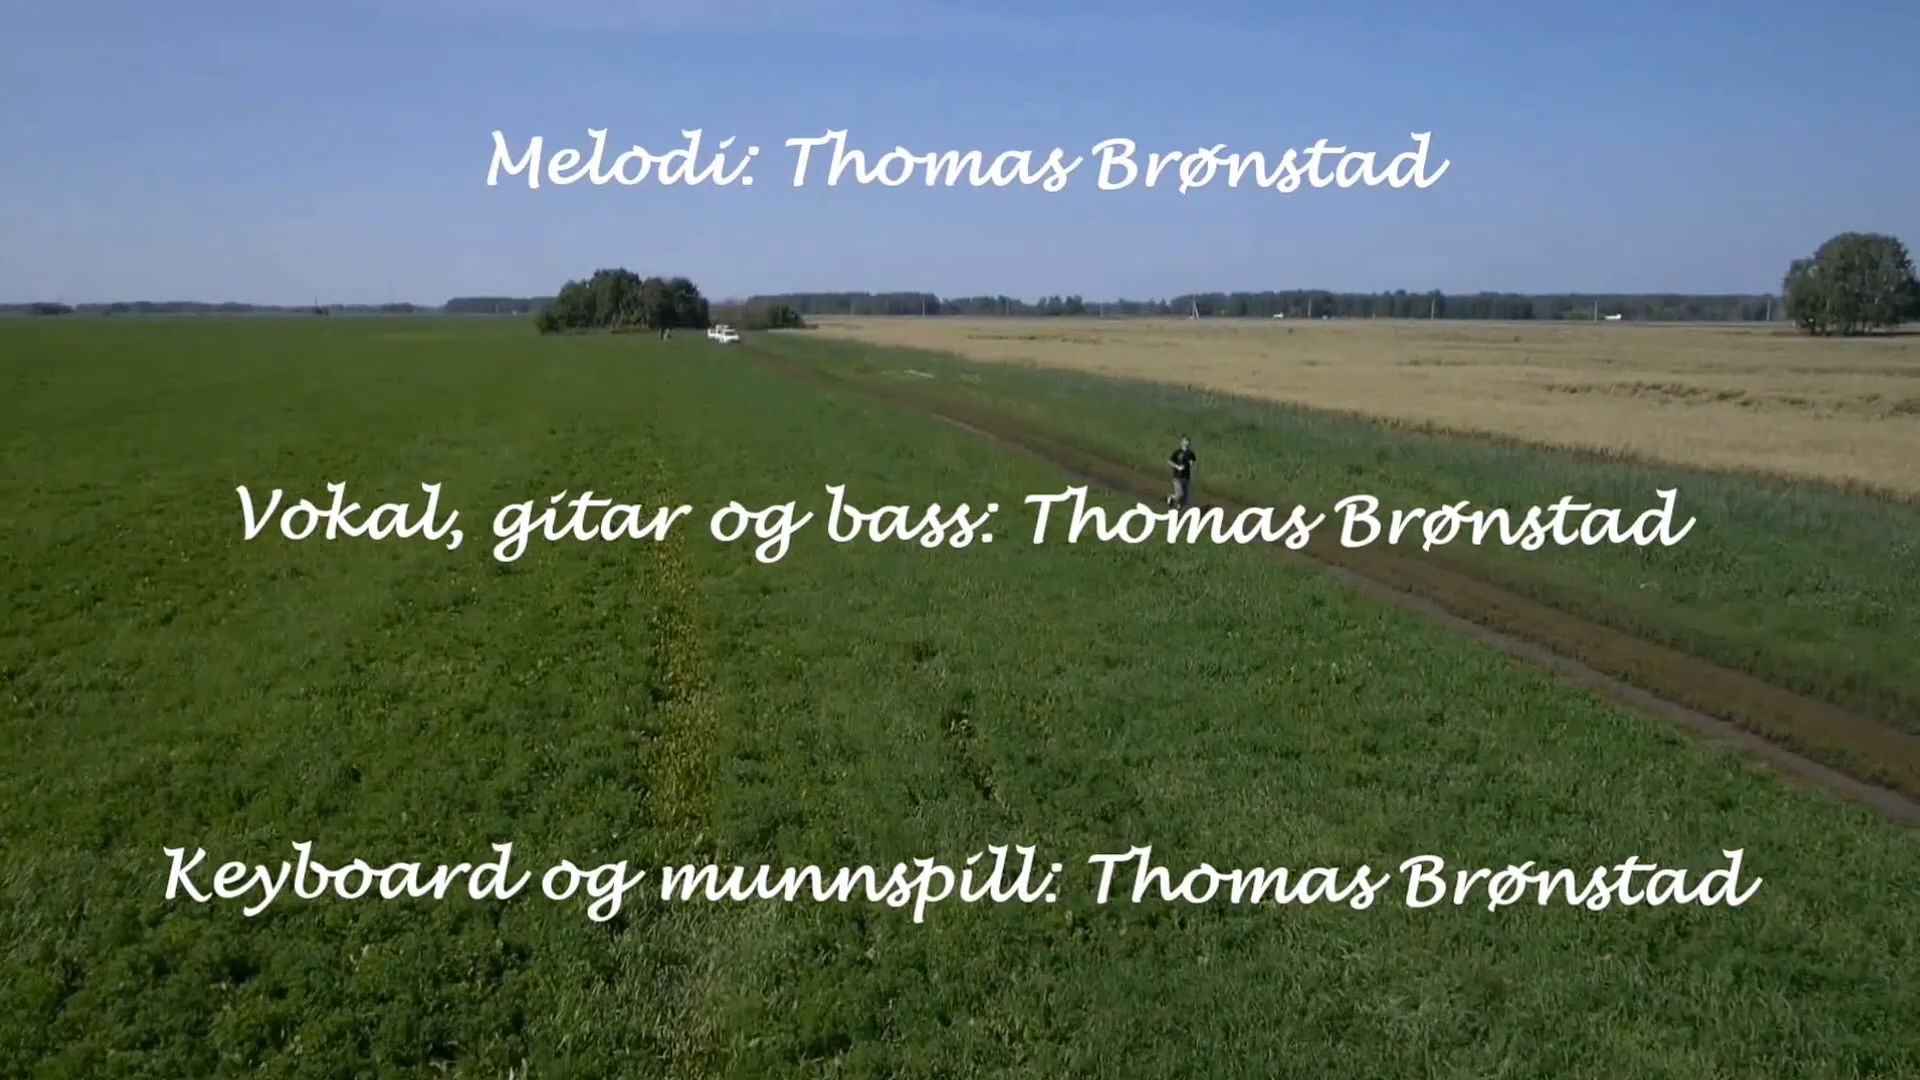 Melodi: Thomas Brønstad
Vokal, gitar og bass: Thomas Brønstad
Keyboard og munnspill: Thomas Brønstad